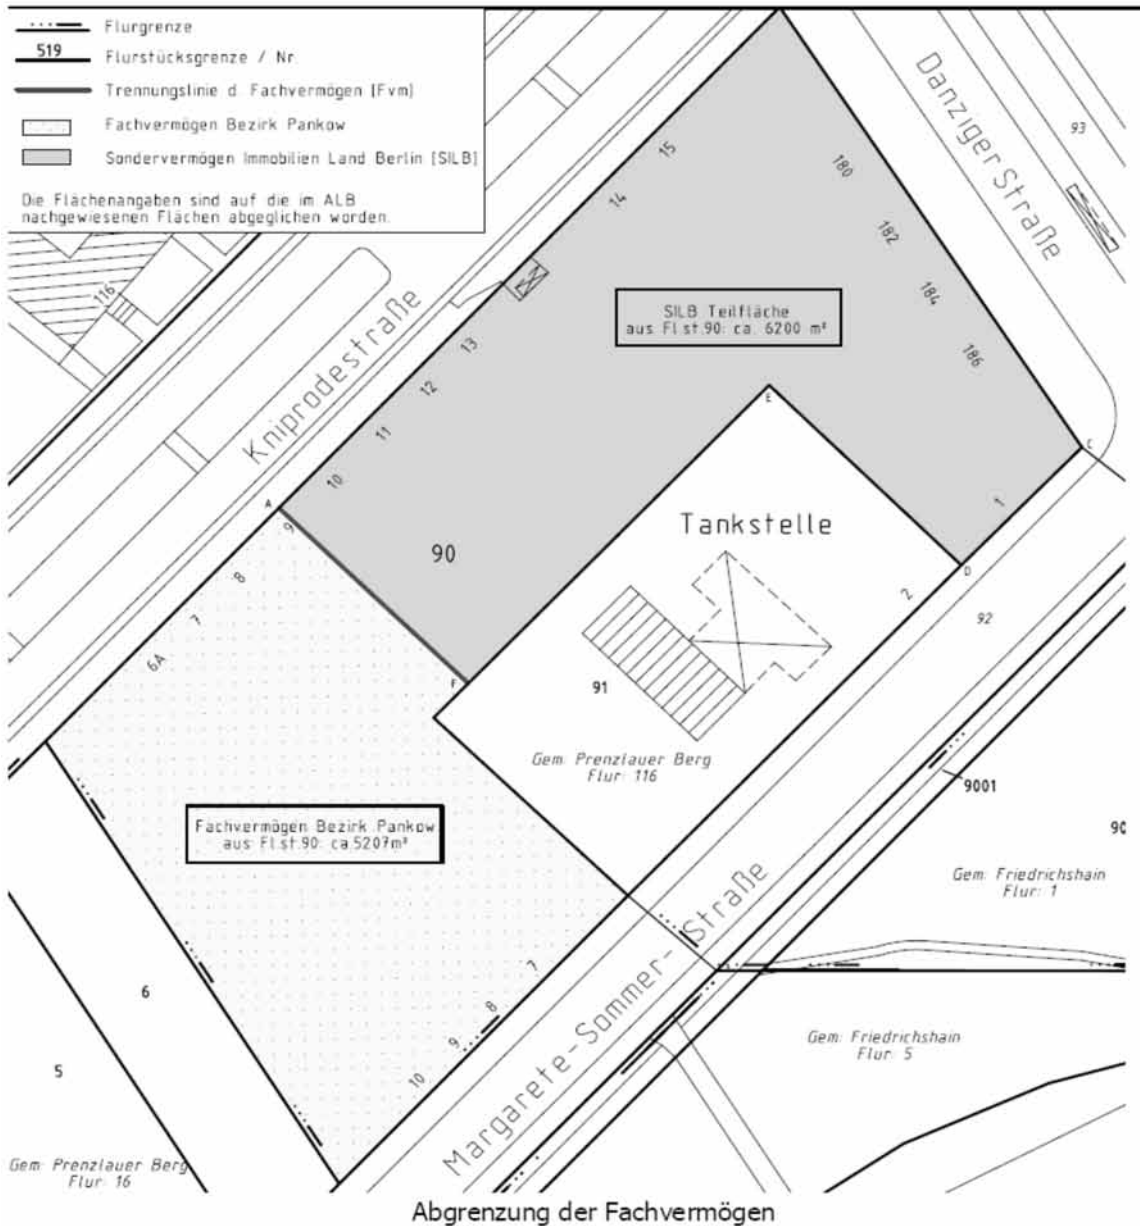 Flurgrenze
519
Flurstücksgrenze / Nr.
Trennungslinie d. Fachvermögen (Fvm)
Fachvermögen Bezirk Pankow
Sondervermögen Immobilien Land Berlin (SILB)
Die Flächenangaben sind auf die im ALB
nachgewiesenen Flächen abgeglichen worden.
Danziger Straße
93
180
182
184
186
15
14
13
12
11
10
116
Kniprodestraße
SILB Teilfläche
aus Fl.st.90: ca. 6200 m²
E
C
A
9
8
7
6A
90
Tankstelle
1
D
2
92
F
91
Gem: Prenzlauer Berg
Flur: 116
9001
90
Fachvermögen Bezirk Pankow
aus Fl.st.90: ca.5207m²
Gem: Friedrichshain
Flur: 1
Margarete-Sommer-Straße
7
8
9
10
6
5
Gem: Friedrichshain
Flur: 5
Gem: Prenzlauer Berg
Flur: 16
Abgrenzung der Fachvermögen